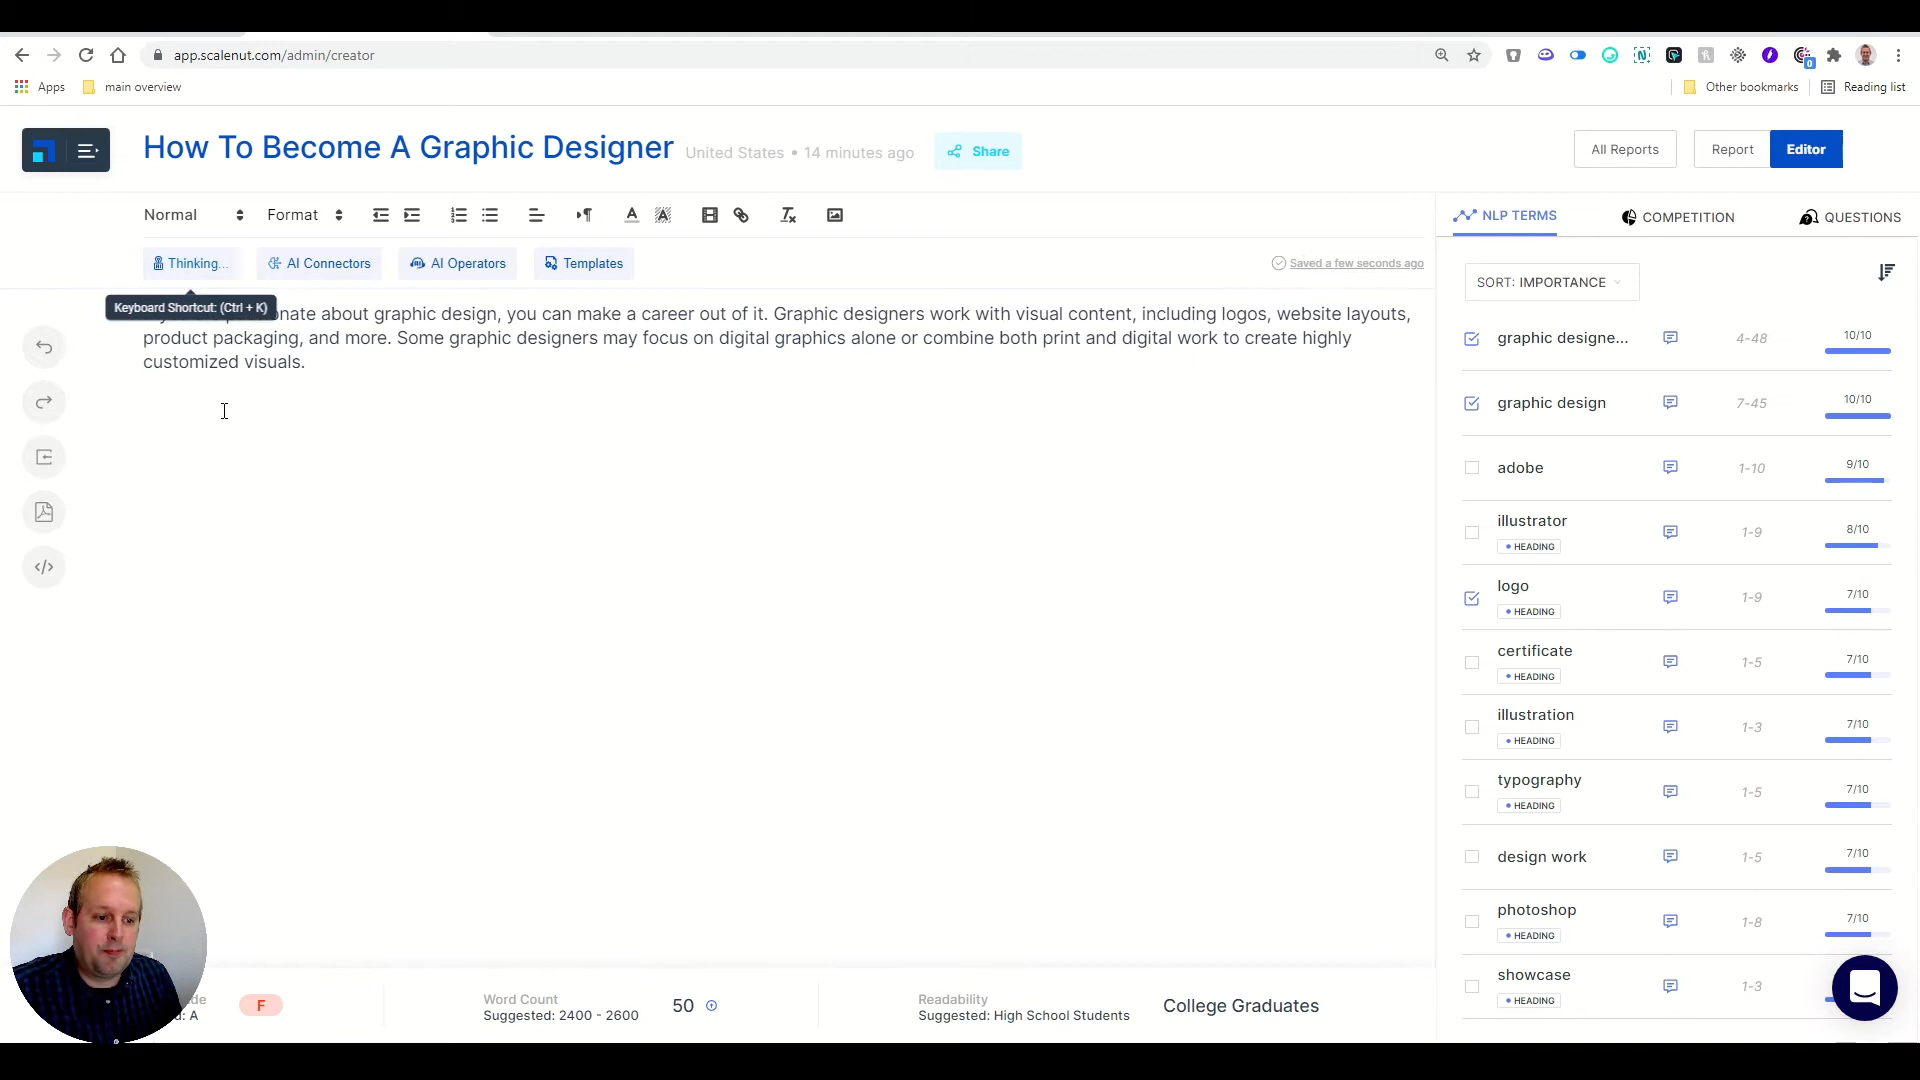 app.scalenut.com/admin/creator
0
Apps
main overview
Other bookmarks
Reading list
How To Become A Graphic Designer
United States • 14 minutes ago
Share
All Reports
Report
Editor
Normal
Format
NLP TERMS
COMPETITION
QUESTIONS
Thinking...
AI Connectors
AI Operators
Templates
Saved a few seconds ago
Keyboard Shortcut: (Ctrl + K)
about graphic design, you can make a career out of it. Graphic designers work with visual content, including logos, website layouts,
product packaging, and more. Some graphic designers may focus on digital graphics alone or combine both print and digital work to create highly
customized visuals.
SORT: IMPORTANCE
graphic designe... 4-48 10/10
graphic design 7-45 10/10
adobe 1-10 9/10
illustrator 1-9 8/10
HEADING
logo 1-9 7/10
HEADING
certificate 1-5 7/10
HEADING
illustration 1-3 7/10
HEADING
typography 1-5 7/10
HEADING
design work 1-5 7/10
photoshop 1-8 7/10
HEADING
showcase 1-3
HEADING
F
A
Word Count
Suggested: 2400 - 2600
50
Readability
Suggested: High School Students
College Graduates